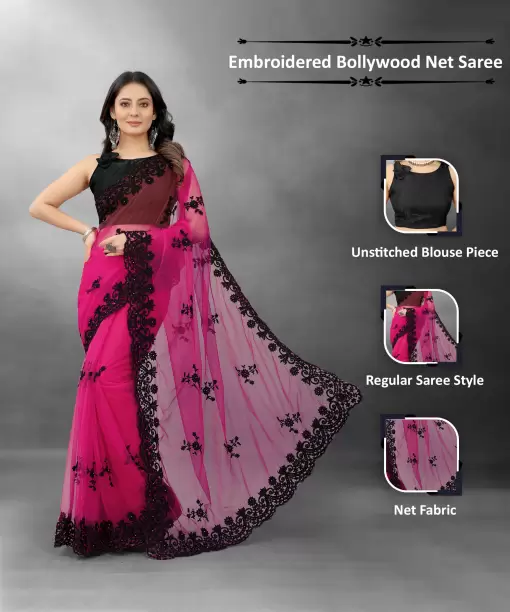 Embroidered Bollywood Net Saree
Unstitched Blouse Piece
Regular Saree Style
Net Fabric